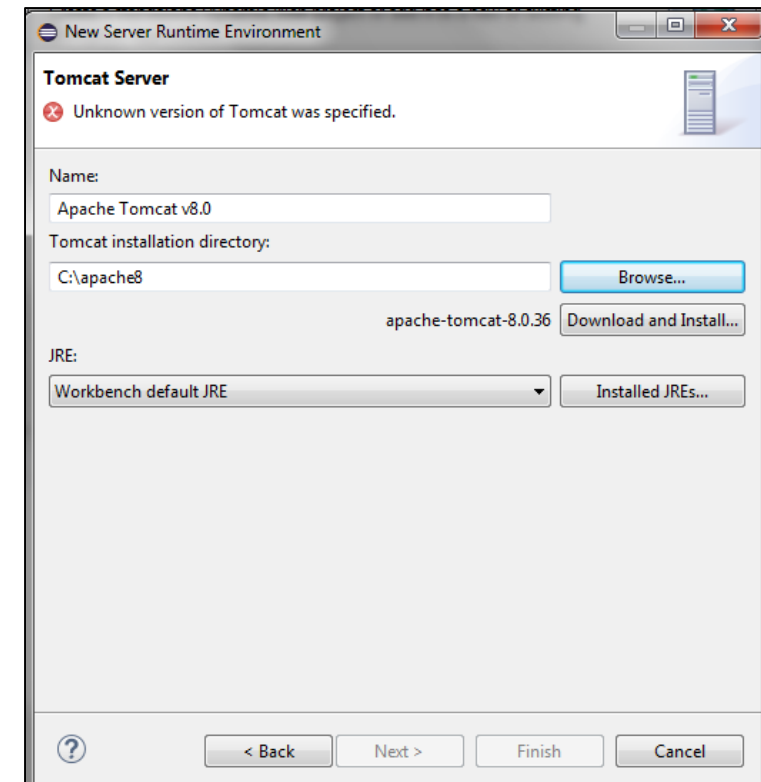 New Server Runtime Environment
Tomcat Server
Unknown version of Tomcat was specified.
Name:
Apache Tomcat v8.0
Tomcat installation directory:
C:\apache8
Browse...
apache-tomcat-8.0.36 Download and Install...
JRE:
Workbench default JRE
Installed JREs...
?
< Back Next > Finish Cancel